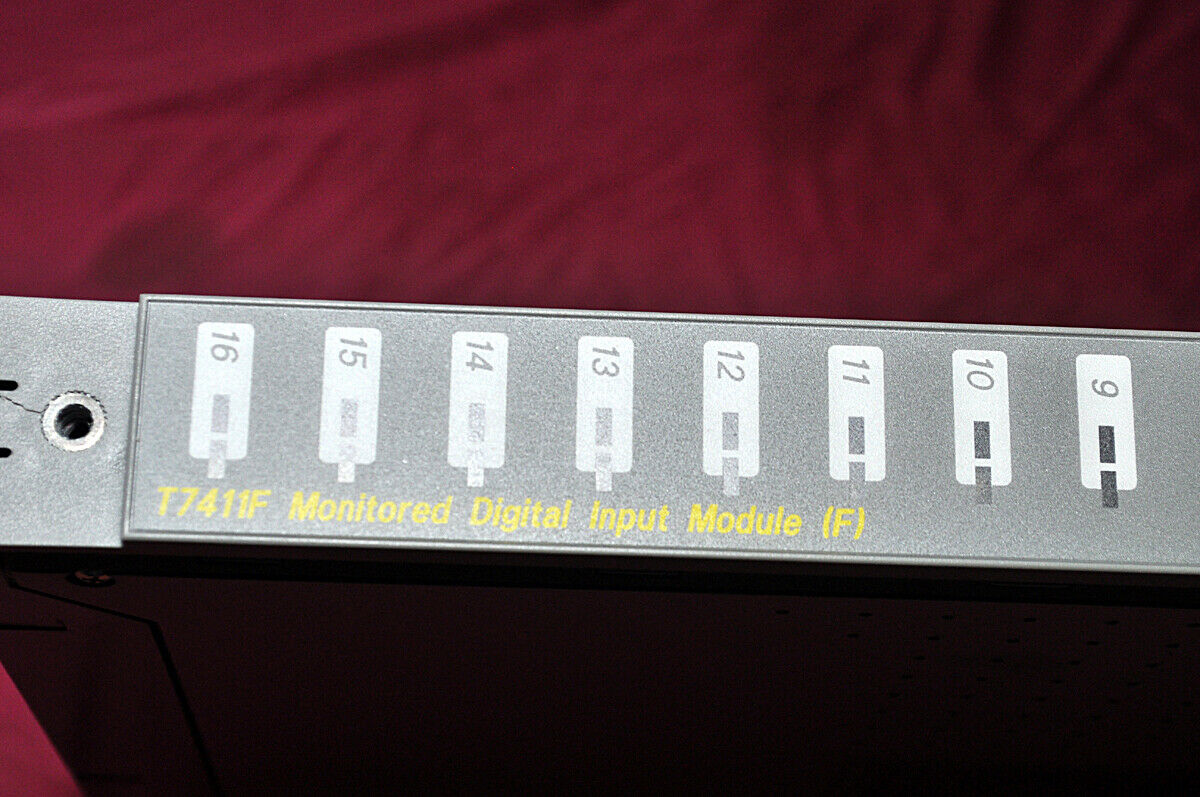 16 15 14 13 12 11 10 9
T7411F Monitored Digital Input Module (F)